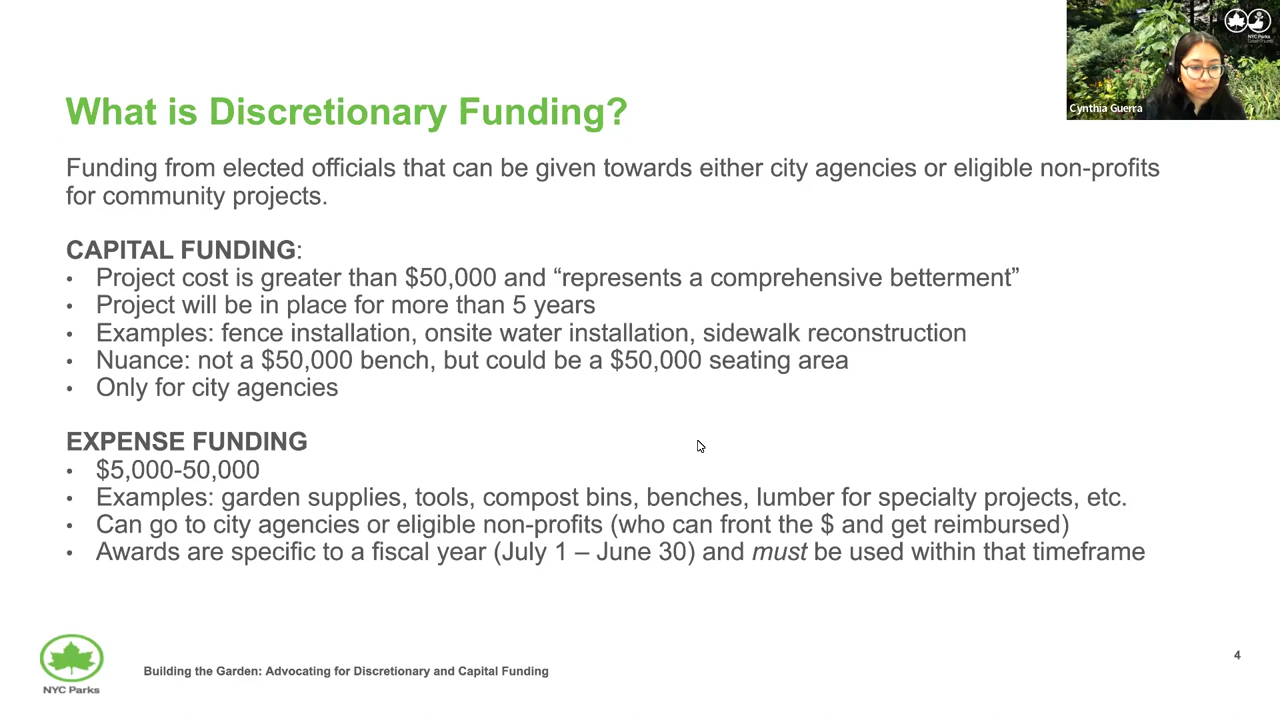 What is Discretionary Funding?
Funding from elected officials that can be given towards either city agencies or eligible non-profits
for community projects.
CAPITAL FUNDING:
• Project cost is greater than $50,000 and “represents a comprehensive betterment”
• Project will be in place for more than 5 years
• Examples: fence installation, onsite water installation, sidewalk reconstruction
• Nuance: not a $50,000 bench, but could be a $50,000 seating area
• Only for city agencies
EXPENSE FUNDING
• $5,000-50,000
• Examples: garden supplies, tools, compost bins, benches, lumber for specialty projects, etc.
• Can go to city agencies or eligible non-profits (who can front the $ and get reimbursed)
• Awards are specific to a fiscal year (July 1 – June 30) and must be used within that timeframe
NYC Parks
Building the Garden: Advocating for Discretionary and Capital Funding
4
Cynthia Guerra
NYC Parks